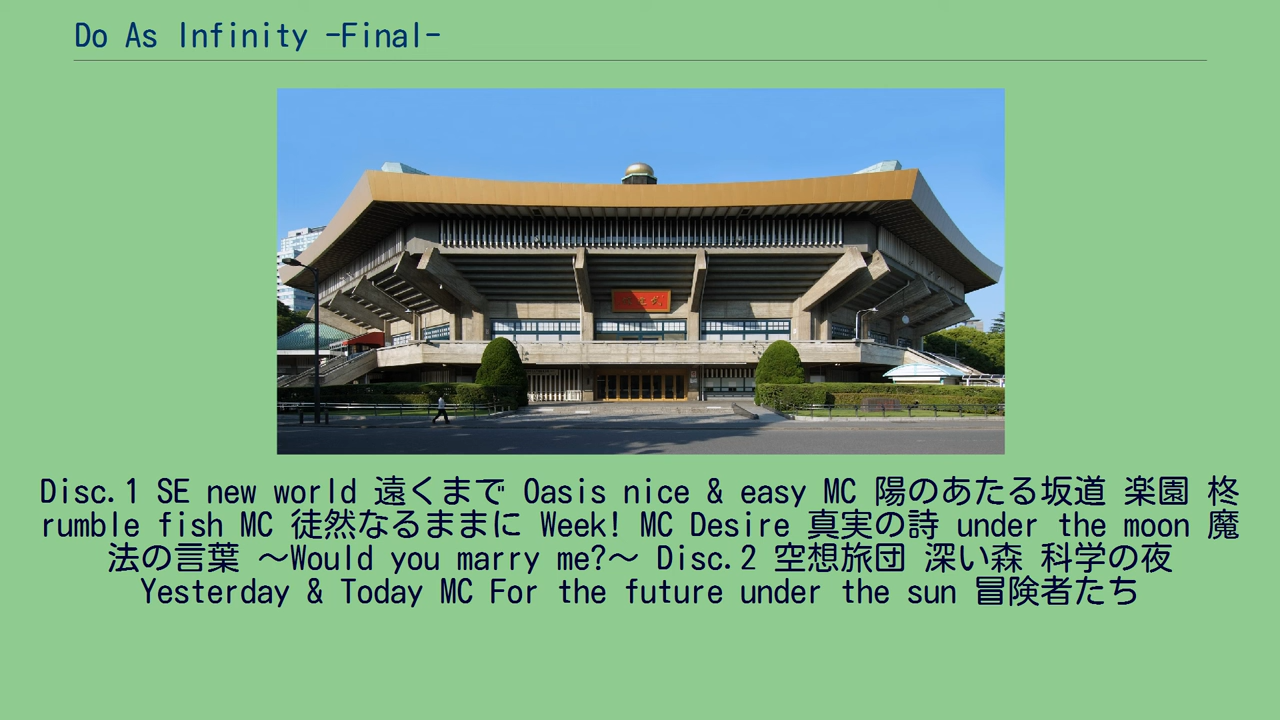 Do As Infinity -Final-
Disc.1 SE new world 遠くまで Oasis nice & easy MC 陽のあたる坂道 楽園 柊
rumble fish MC 徒然なるままに Week! MC Desire 真実の詩 under the moon 魔
法の言葉 〜Would you marry me?〜 Disc.2 空想旅団 深い森 科学の夜
Yesterday & Today MC For the future under the sun 冒険者たち